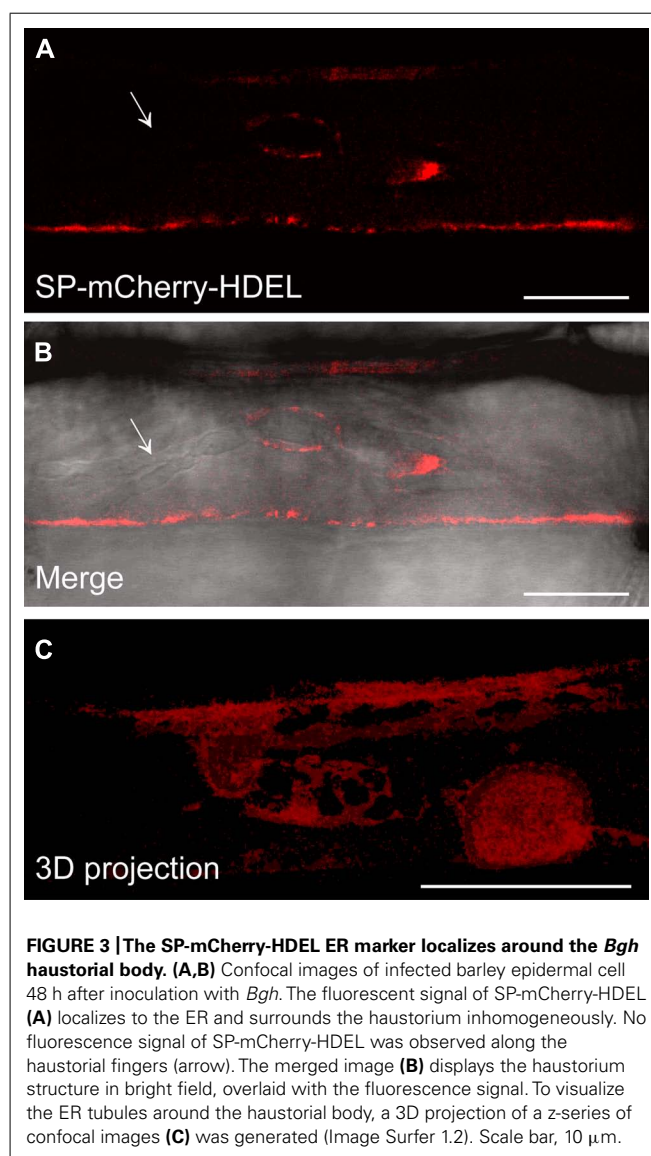 A
SP-mCherry-HDEL
B
Merge
C
3D projection
FIGURE 3 | The SP-mCherry-HDEL ER marker localizes around the Bgh
haustorial body. (A,B) Confocal images of infected barley epidermal cell
48 h after inoculation with Bgh. The fluorescent signal of SP-mCherry-HDEL
(A) localizes to the ER and surrounds the haustorium inhomogeneously. No
fluorescence signal of SP-mCherry-HDEL was observed along the
haustorial fingers (arrow). The merged image (B) displays the haustorium
structure in bright field, overlaid with the fluorescence signal. To visualize
the ER tubules around the haustorial body, a 3D projection of a z-series of
confocal images (C) was generated (Image Surfer 1.2). Scale bar, 10 μm.